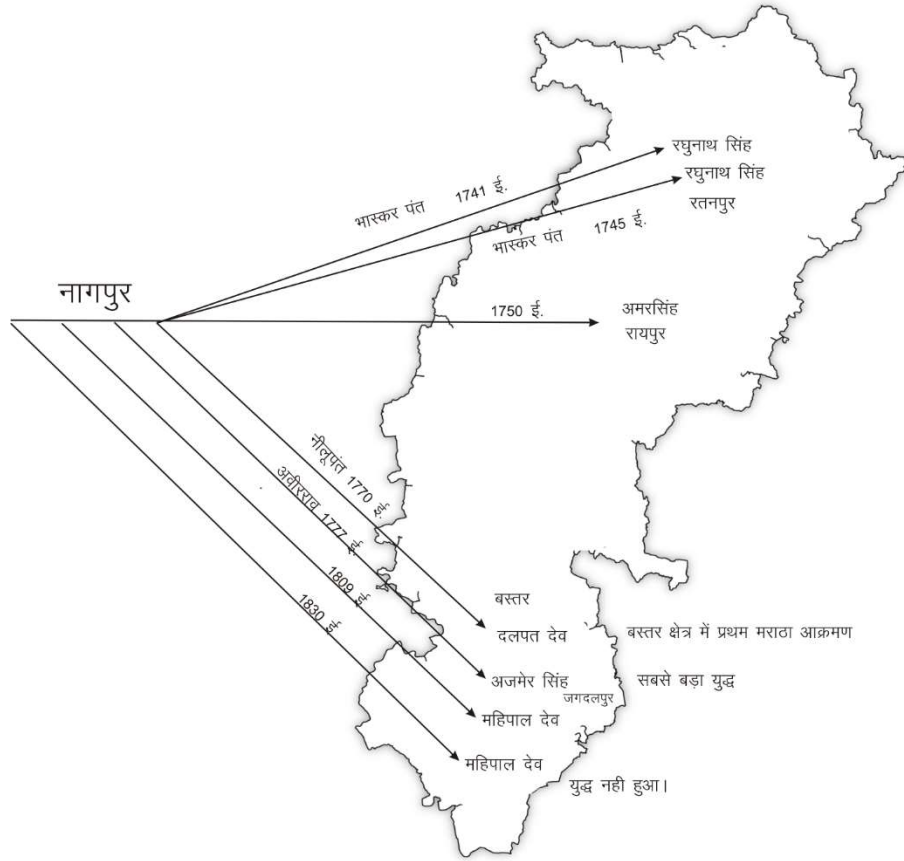 रघुनाथ सिंह
भास्कर पंत 1741 ई.
रघुनाथ सिंह
रतनपुर
भास्कर पंत 1745 ई.
नागपुर
1750 ई.
अमरसिंह
रायपुर
नीलूपंत 1770 ई.
अवीरराव 1777 ई.
1809 ई.
1830 ई.
बस्तर
दलपत देव
बस्तर क्षेत्र में प्रथम मराठा आक्रमण
अजमेर सिंह
सबसे बड़ा युद्ध
जगदलपुर
महिपाल देव
महिपाल देव
युद्ध नही हुआ।